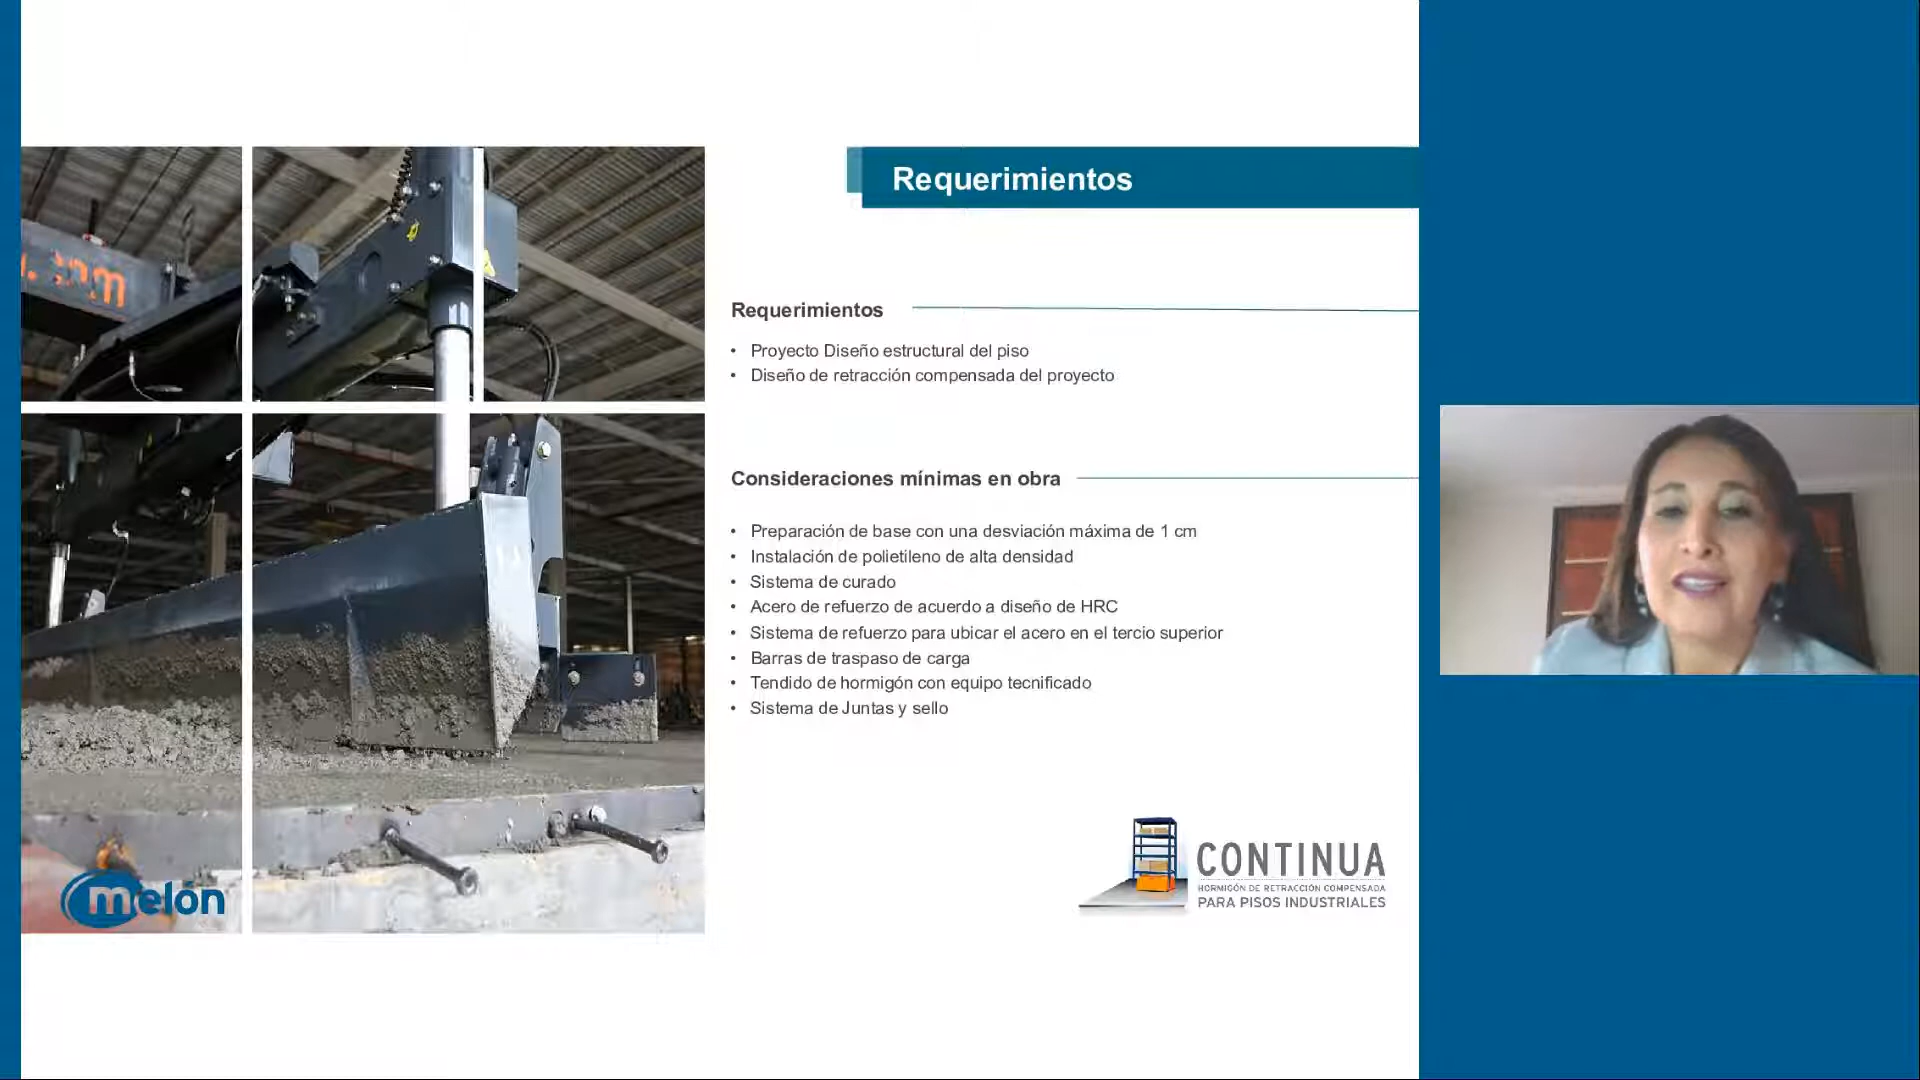 Requerimientos
Requerimientos
• Proyecto Diseño estructural del piso
• Diseño de retracción compensada del proyecto
Consideraciones mínimas en obra
• Preparación de base con una desviación máxima de 1 cm
• Instalación de polietileno de alta densidad
• Sistema de curado
• Acero de refuerzo de acuerdo a diseño de HRC
• Sistema de refuerzo para ubicar el acero en el tercio superior
• Barras de traspaso de carga
• Tendido de hormigón con equipo tecnificado
• Sistema de Juntas y sello
melón
CONTINUA
HORMIGÓN DE RETRACCIÓN COMPENSADA
PARA PISOS INDUSTRIALES